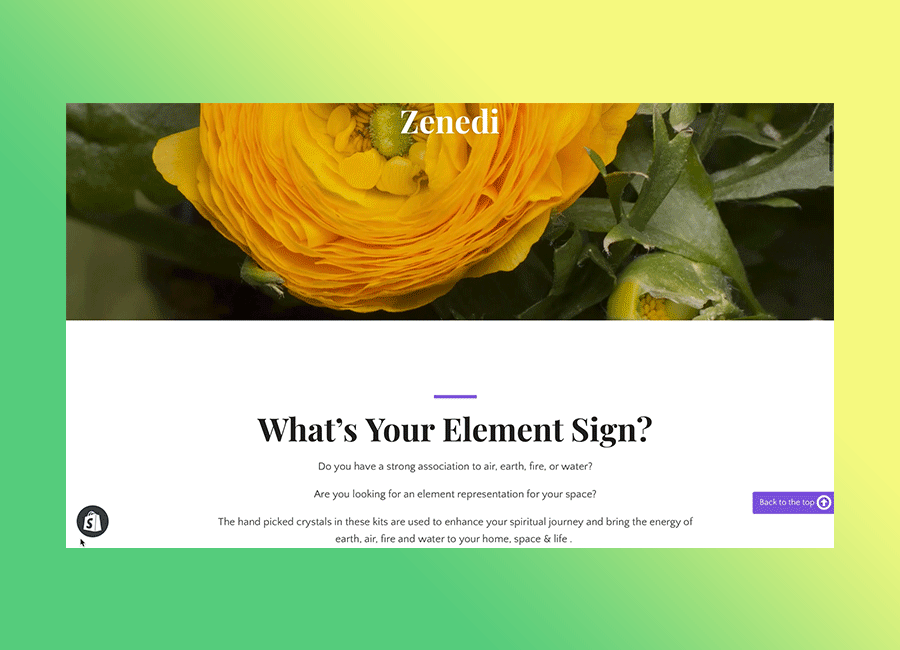 Zenedi
What’s Your Element Sign?
Do you have a strong association to air, earth, fire, or water?
Are you looking for an element representation for your space?
Back to the top
The hand picked crystals in these kits are used to enhance your spiritual journey and bring the energy of
earth, air, fire and water to your home, space & life .